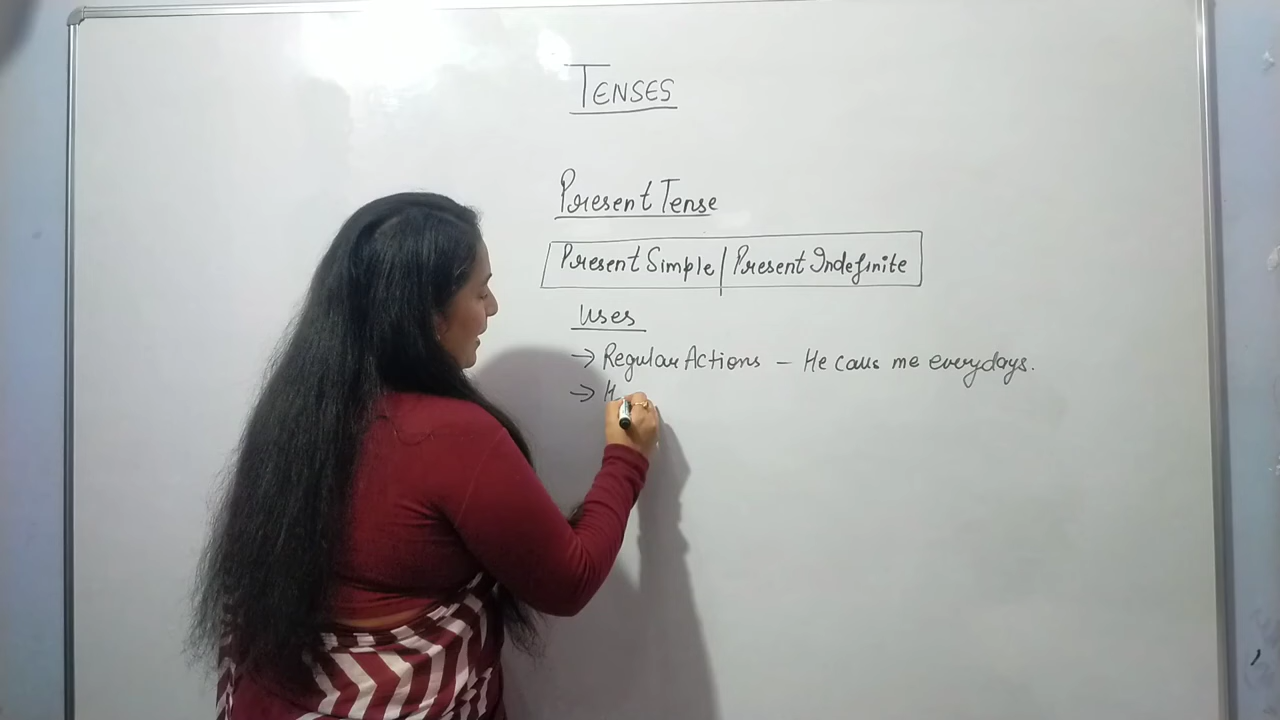 TENSES
Present Tense
Present Simple | Present Indefinite
Uses
→ Regular Actions – He calls me everydays.
→ H